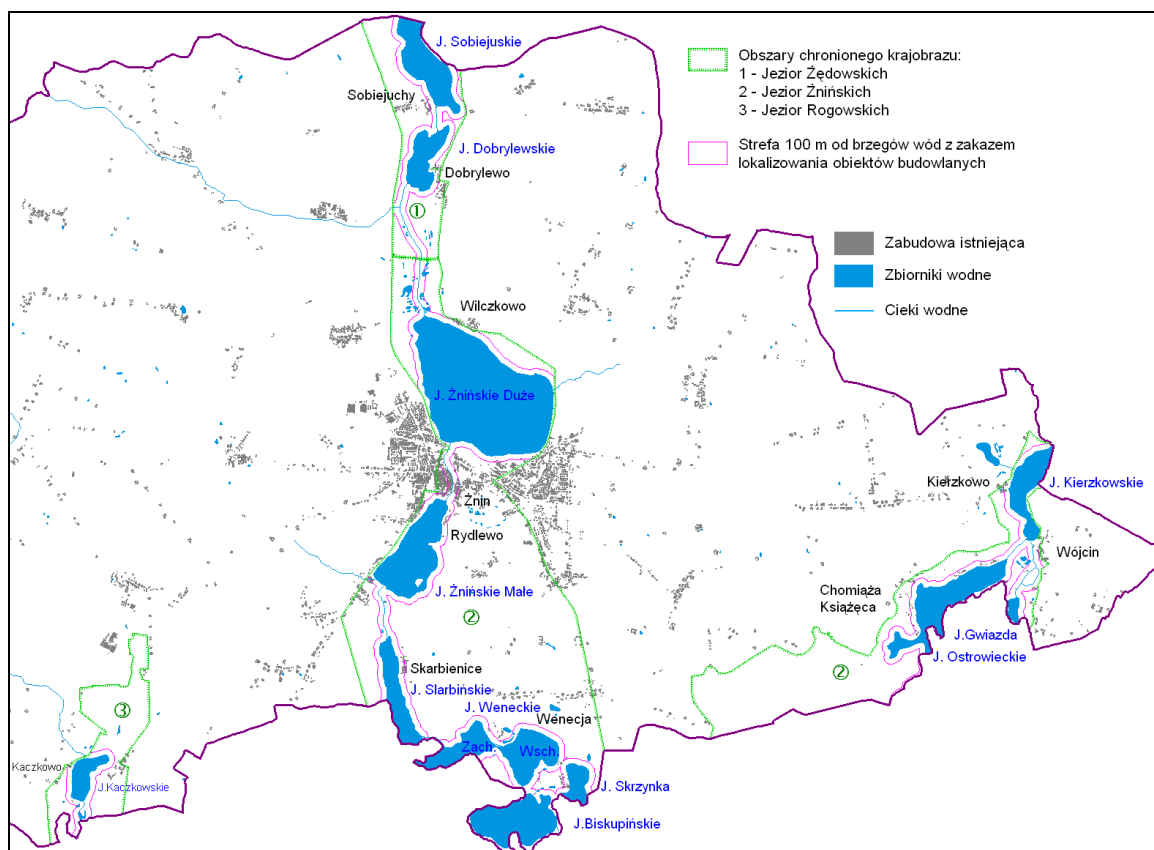 J. Sobiejuskie
Sobiejuchy
J. Dobrylewskie
Dobrylewo
①
Wilczkowo
J. Żnińskie Duże
Żnin
Rydlewo
J. Żnińskie Małe
②
Skarbienice
J. Slarbińskie
J. Weneckie
Wenecja
Zach.
Wsch.
J. Skrzynka
J.Biskupińskie
③
Kaczkowo
J.Kaczkowskie
Kierzkowo
J. Kierzkowskie
Wójcin
Chomiąża
Książęca
J.Gwiazda
J. Ostrowieckie
②
Obszary chronionego krajobrazu:
1 - Jezior Żędowskich
2 - Jezior Żnińskich
3 - Jezior Rogowskich
Strefa 100 m od brzegów wód z zakazem
lokalizowania obiektów budowlanych
Zabudowa istniejąca
Zbiorniki wodne
Cieki wodne